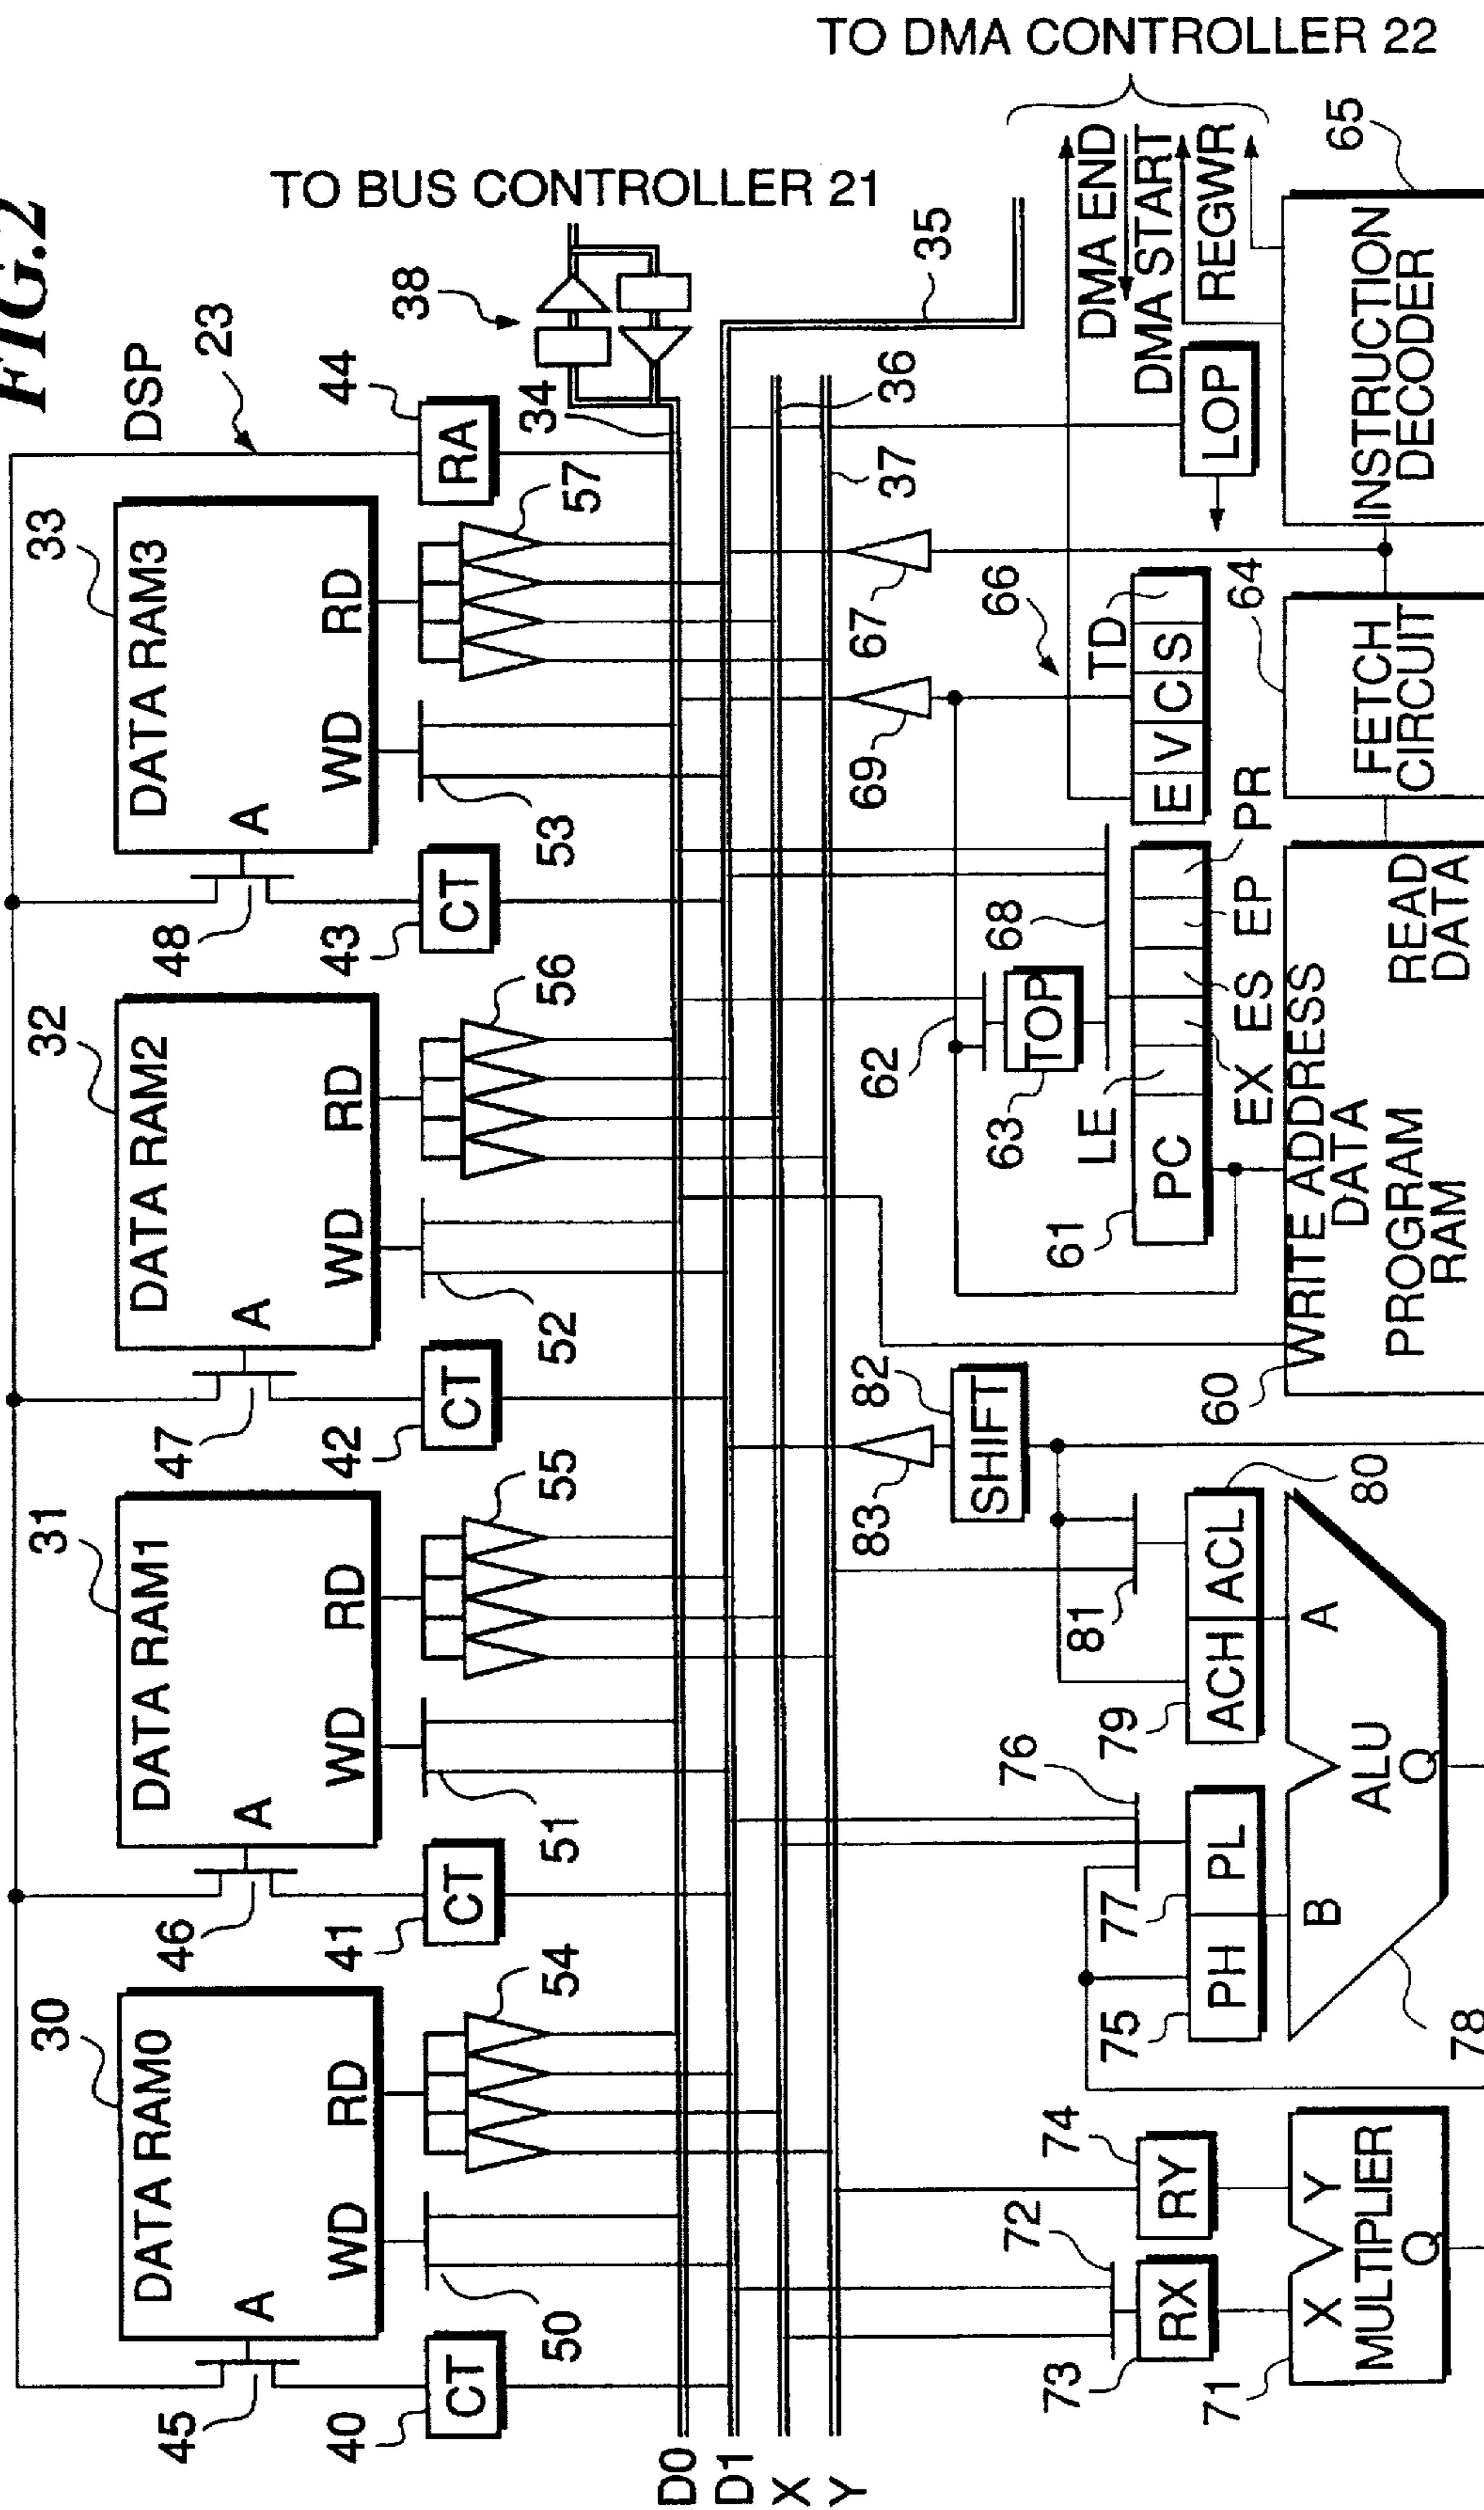 FIG.2
DSP
23
TO BUS CONTROLLER 21
TO DMA CONTROLLER 22
30
DATA RAM0
A
WD
RD
31
DATA RAM1
A
WD
RD
32
DATA RAM2
A
WD
RD
33
DATA RAM3
A
WD
RD
45
46
47
48
40
CT
50
54
41
CT
51
55
42
CT
52
56
43
CT
53
57
44
RA
34
38
35
36
37
D0
D1
X
Y
72
73
RX
74
RY
71
X
Y
MULTIPLIER
Q
76
75
PH
PL
77
79
ACH
ACL
80
81
B
A
ALU
Q
78
83
82
SHIFT
62
63
TOP
68
61
PC
LE
EX
ES
EP
PR
60
WRITE ADDRESS
DATA
PROGRAM
RAM
READ
DATA
69
67
66
E
V
C
S
TD
64
FETCH
CIRCUIT
LOP
DMA END
DMA START
REGWR
65
INSTRUCTION
DECODER